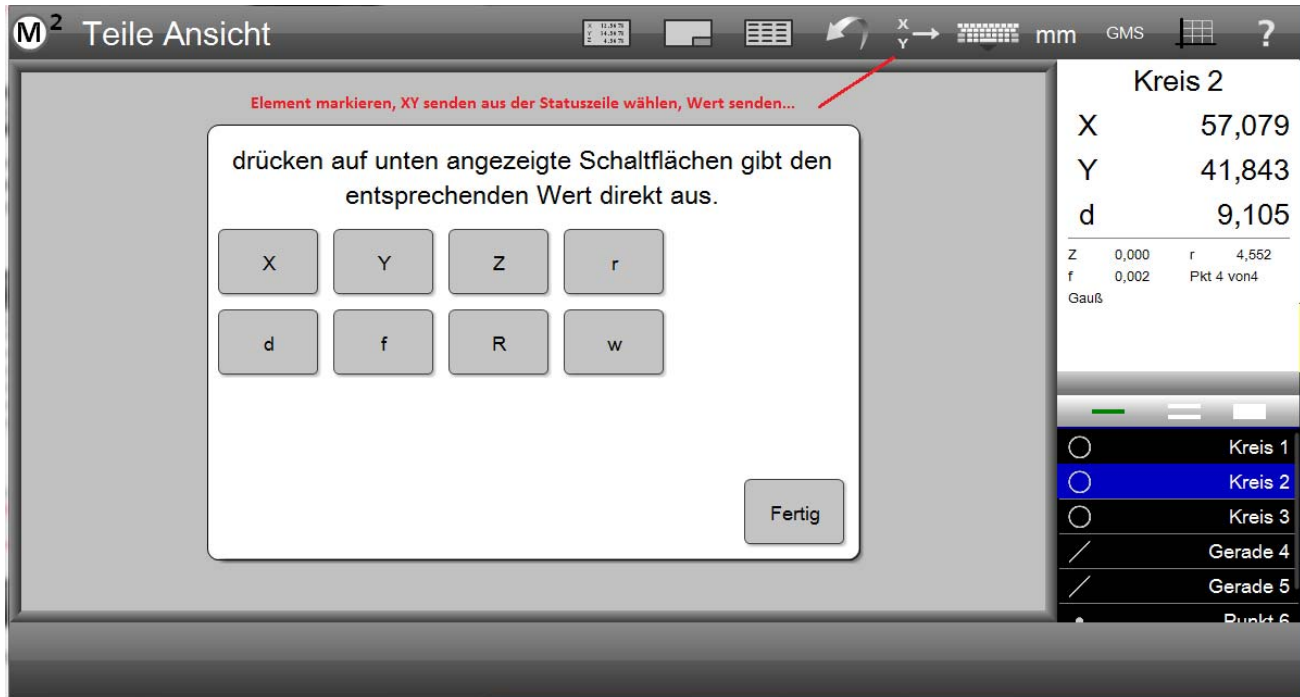 M2 Teile Ansicht
X Y mm GMS ?
Element markieren, XY senden aus der Statuszeile wählen, Wert senden...
drücken auf unten angezeigte Schaltflächen gibt den
entsprechenden Wert direkt aus.
X Y Z r
d f R w
Fertig
Kreis 2
X 57,079
Y 41,843
d 9,105
Z 0,000 r 4,552
f 0,002 Pkt 4 von4
Gauß
Kreis 1
Kreis 2
Kreis 3
Gerade 4
Gerade 5
Punkt 6